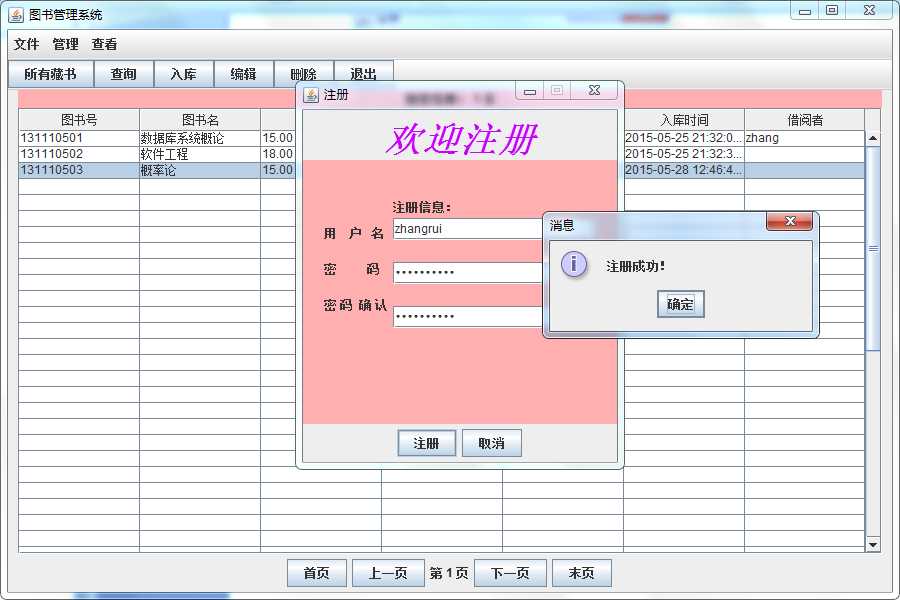 图书管理系统
文件 管理 查看
所有藏书 查询 入库 编辑 删除 退出
图书号 图书名 入库时间 借阅者
131110501 数据库系统概论 15.00 2015-05-25 21:32:0... zhang
131110502 软件工程 18.00 2015-05-25 21:32:3...
131110503 概率论 15.00 2015-05-28 12:46:4...
注册
欢迎注册
注册信息:
用 户 名 zhangrui
密 码 ••••••••••
密码 确认 ••••••••••
注册 取消
消息
注册成功!
确定
首页 上一页 第1页 下一页 末页